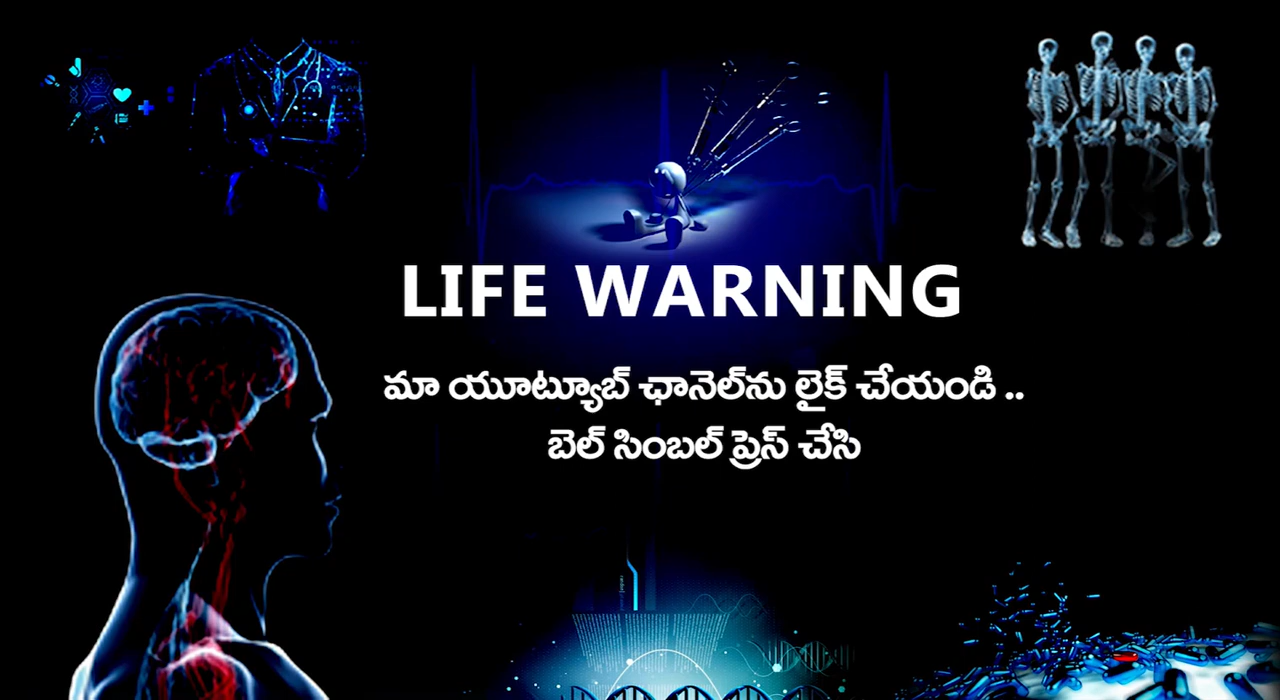 LIFE WARNING
మా యూట్యూబ్ ఛానెల్‌ను లైక్ చేయండి ..
బెల్ సింబల్ ప్రెస్ చేసి